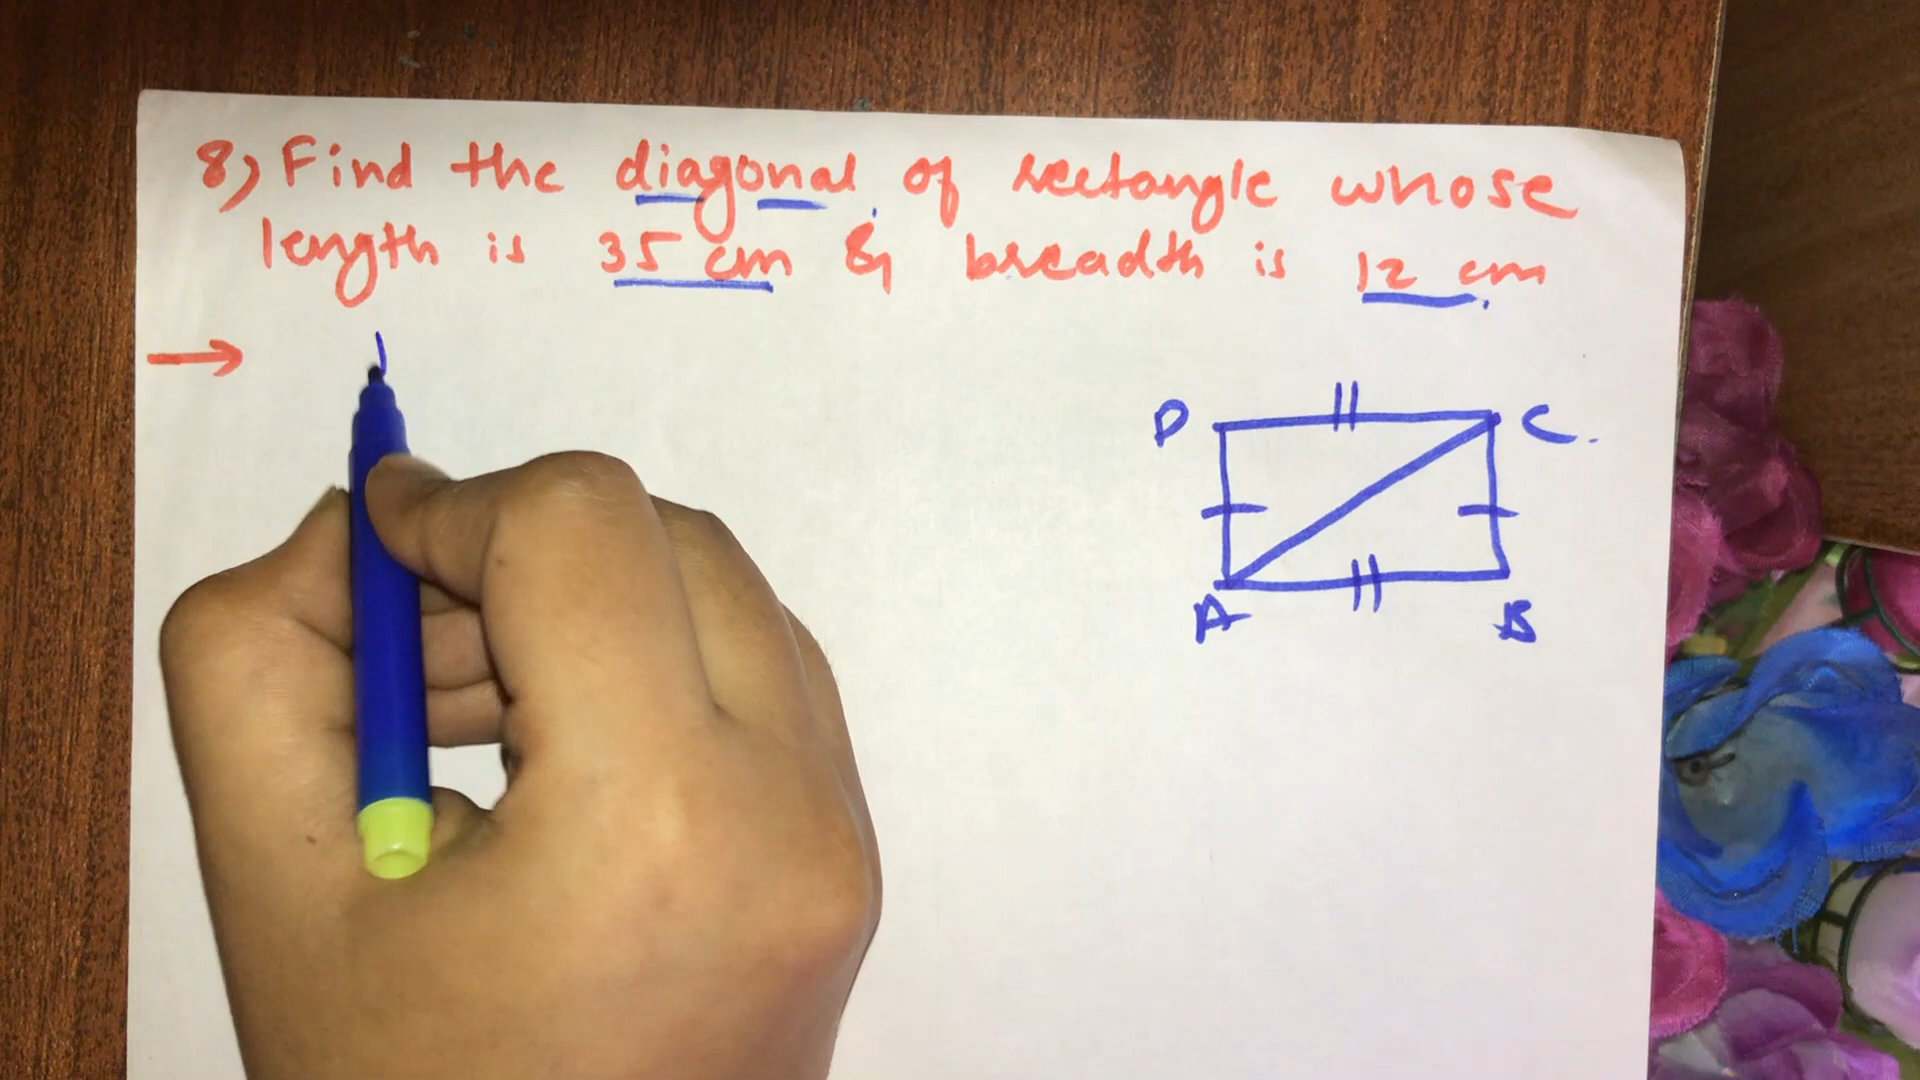 8) Find the diagonal of rectangle whose
length is 35 cm & breadth is 12 cm
→
D C.
A B